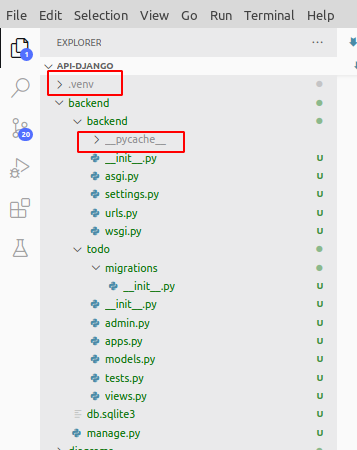 File Edit Selection View Go Run Terminal Help
EXPLORER ...
API-DJANGO
.venv
backend
backend
__pycache__
__init__.py U
asgi.py U
settings.py U
urls.py U
wsgi.py U
todo
migrations
__init__.py U
__init__.py U
admin.py U
apps.py U
models.py U
tests.py U
views.py U
db.sqlite3 U
manage.py U
1
20